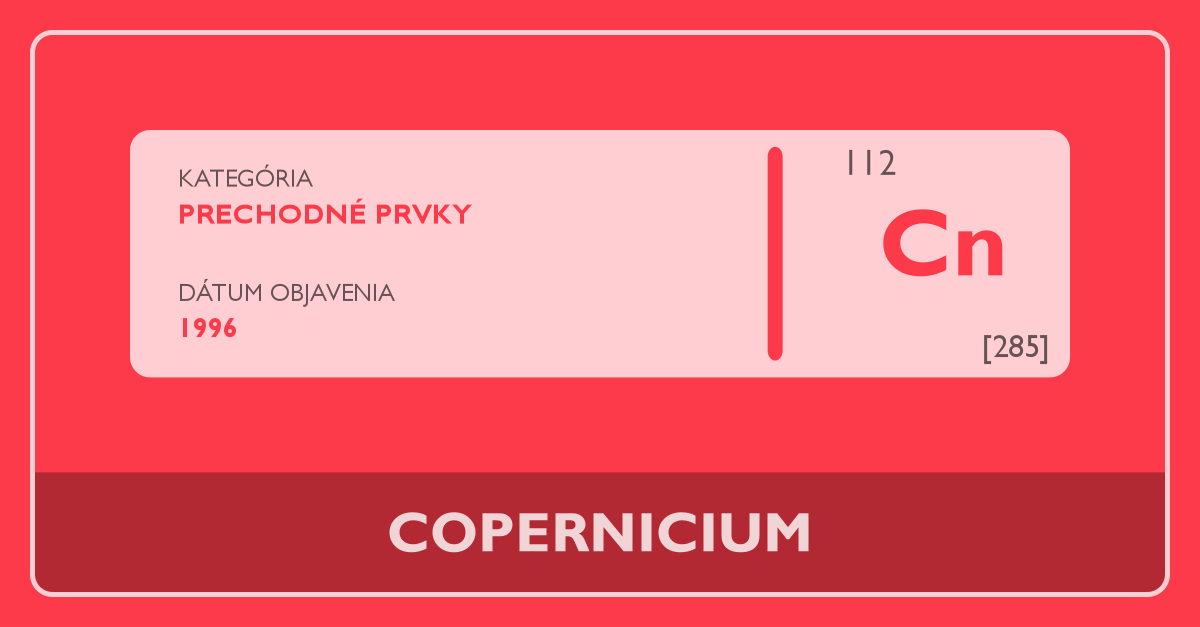 KATEGÓRIA
PRECHODNÉ PRVKY
DÁTUM OBJAVENIA
1996
112
Cn
[285]
COPERNICIUM